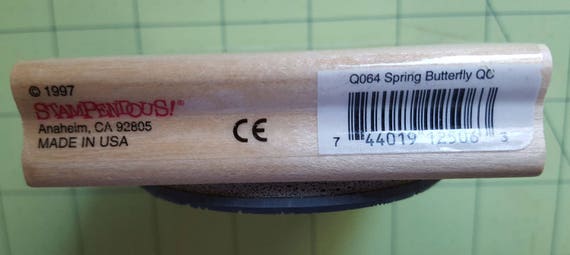 © 1997
STAMPENDOUS!®
Anaheim, CA 92805
MADE IN USA
CE
Q064 Spring Butterfly QC
7 44019 12506 3